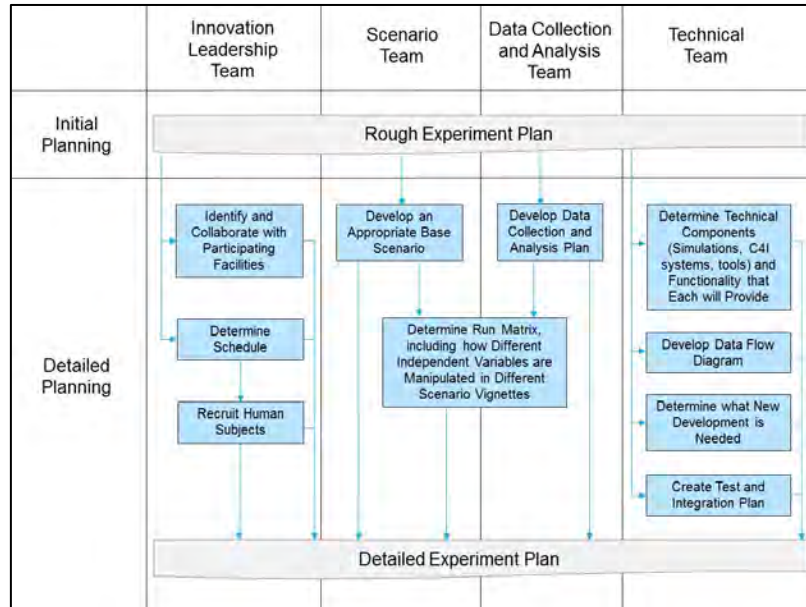 Innovation
Leadership
Team
Scenario
Team
Data Collection
and Analysis
Team
Technical
Team
Initial
Planning
Rough Experiment Plan
Detailed
Planning
Identify and
Collaborate with
Participating
Facilities
Determine
Schedule
Recruit Human
Subjects
Develop an
Appropriate Base
Scenario
Develop Data
Collection and
Analysis Plan
Determine Run Matrix,
including how Different
Independent Variables are
Manipulated in Different
Scenario Vignettes
Determine Technical
Components
(Simulations, C4I
systems, tools) and
Functionality that
Each will Provide
Develop Data Flow
Diagram
Determine what New
Development is
Needed
Create Test and
Integration Plan
Detailed Experiment Plan